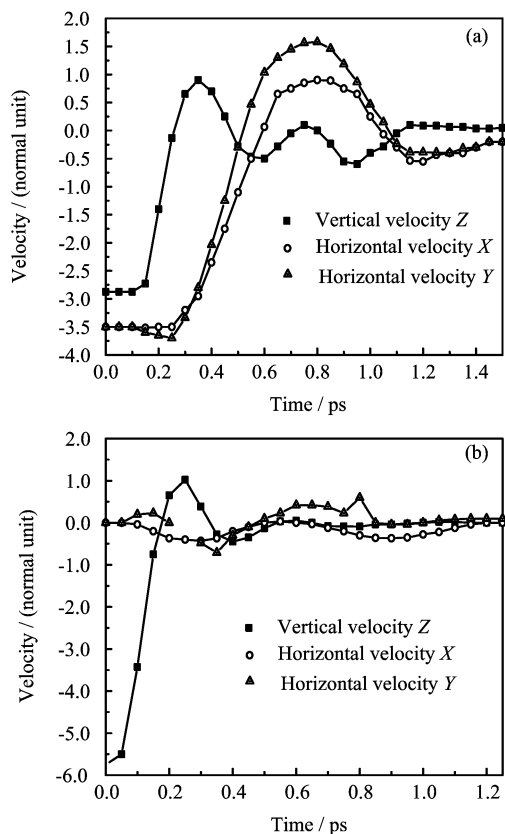 (a)
2.0
1.5
1.0
0.5
0.0
-0.5
-1.0
-1.5
-2.0
-2.5
-3.0
-3.5
-4.0
Velocity / (normal unit)
Vertical velocity Z
Horizontal velocity X
Horizontal velocity Y
0.0 0.2 0.4 0.6 0.8 1.0 1.2 1.4
Time / ps
(b)
2.0
1.0
0.0
-1.0
-2.0
-3.0
-4.0
-5.0
-6.0
Velocity / (normal unit)
Vertical velocity Z
Horizontal velocity X
Horizontal velocity Y
0.0 0.2 0.4 0.6 0.8 1.0 1.2
Time / ps